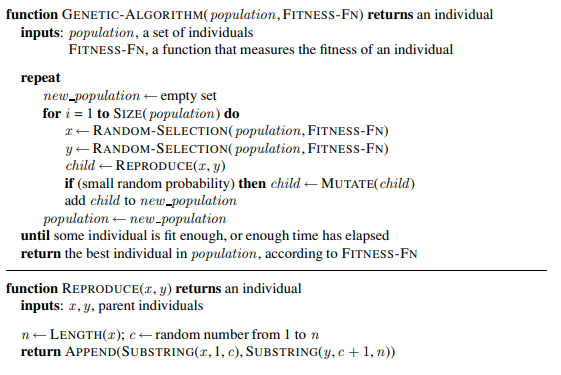 function GENETIC-ALGORITHM(population, FITNESS-FN) returns an individual
inputs: population, a set of individuals
FITNESS-FN, a function that measures the fitness of an individual
repeat
new_population ← empty set
for i = 1 to SIZE(population) do
x ← RANDOM-SELECTION(population, FITNESS-FN)
y ← RANDOM-SELECTION(population, FITNESS-FN)
child ← REPRODUCE(x, y)
if (small random probability) then child ← MUTATE(child)
add child to new_population
population ← new_population
until some individual is fit enough, or enough time has elapsed
return the best individual in population, according to FITNESS-FN
function REPRODUCE(x, y) returns an individual
inputs: x, y, parent individuals
n ← LENGTH(x); c ← random number from 1 to n
return APPEND(SUBSTRING(x, 1, c), SUBSTRING(y, c + 1, n))